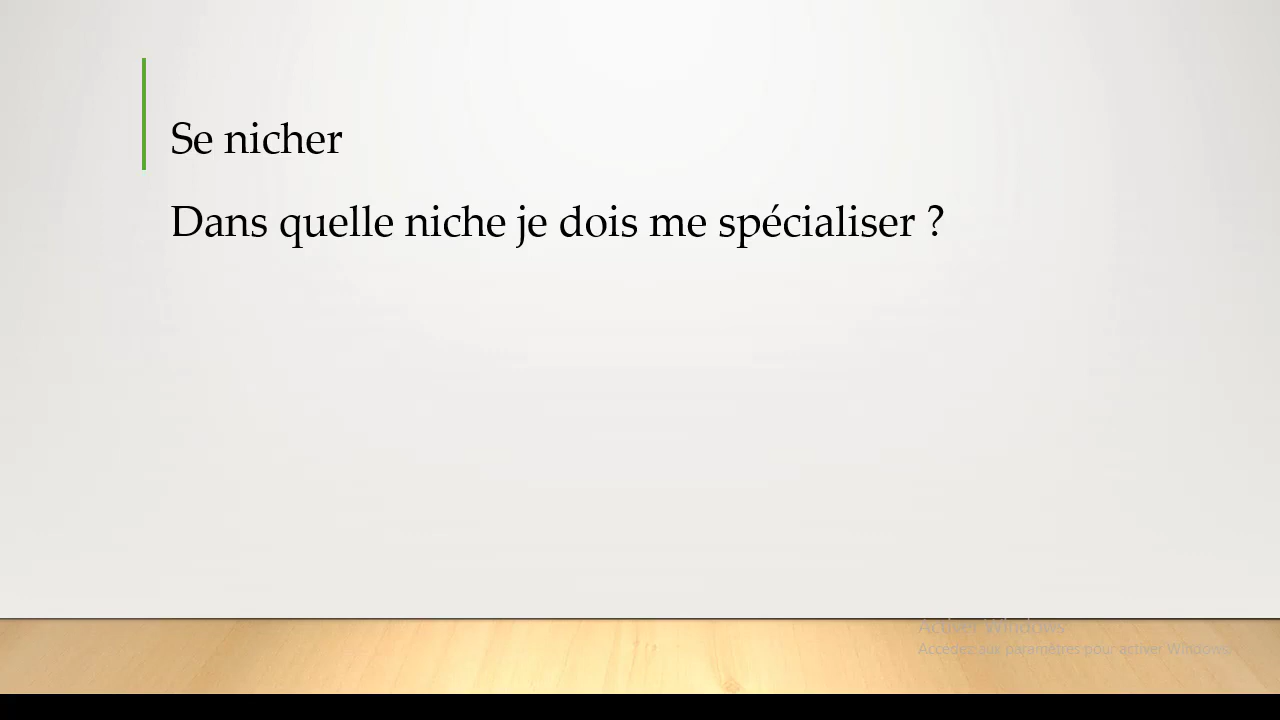 Se nicher
Dans quelle niche je dois me spécialiser ?
Activer Windows
Accédez aux paramètres pour activer Windows.